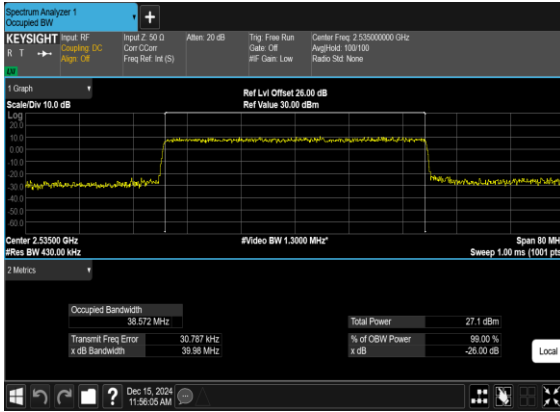 Spectrum Analyzer 1
Occupied BW
+
KEYSIGHT Input: RF Input Z: 50 Ω Atten: 20 dB Trig: Free Run Center Freq: 2.535000000 GHz
R T Coupling: DC Corr CCorr Gate: Off Avg|Hold: 100/100
Align: Off Freq Ref: Int (S) #IF Gain: Low Radio Std: None
1 Graph
Ref Lvl Offset 26.00 dB
Scale/Div 10.0 dB Ref Value 30.00 dBm
Log
20.0
10.0
0.00
-10.0
-20.0
-30.0
-40.0
-50.0
-60.0
Center 2.53500 GHz #Video BW 1.3000 MHz* Span 80 MH
#Res BW 430.00 kHz Sweep 1.00 ms (1001 pts
2 Metrics
Occupied Bandwidth
38.572 MHz Total Power 27.1 dBm
Transmit Freq Error 30.787 kHz % of OBW Power 99.00 %
x dB Bandwidth 39.98 MHz x dB -26.00 dB
Local
? Dec 15, 2024
11:56:05 AM